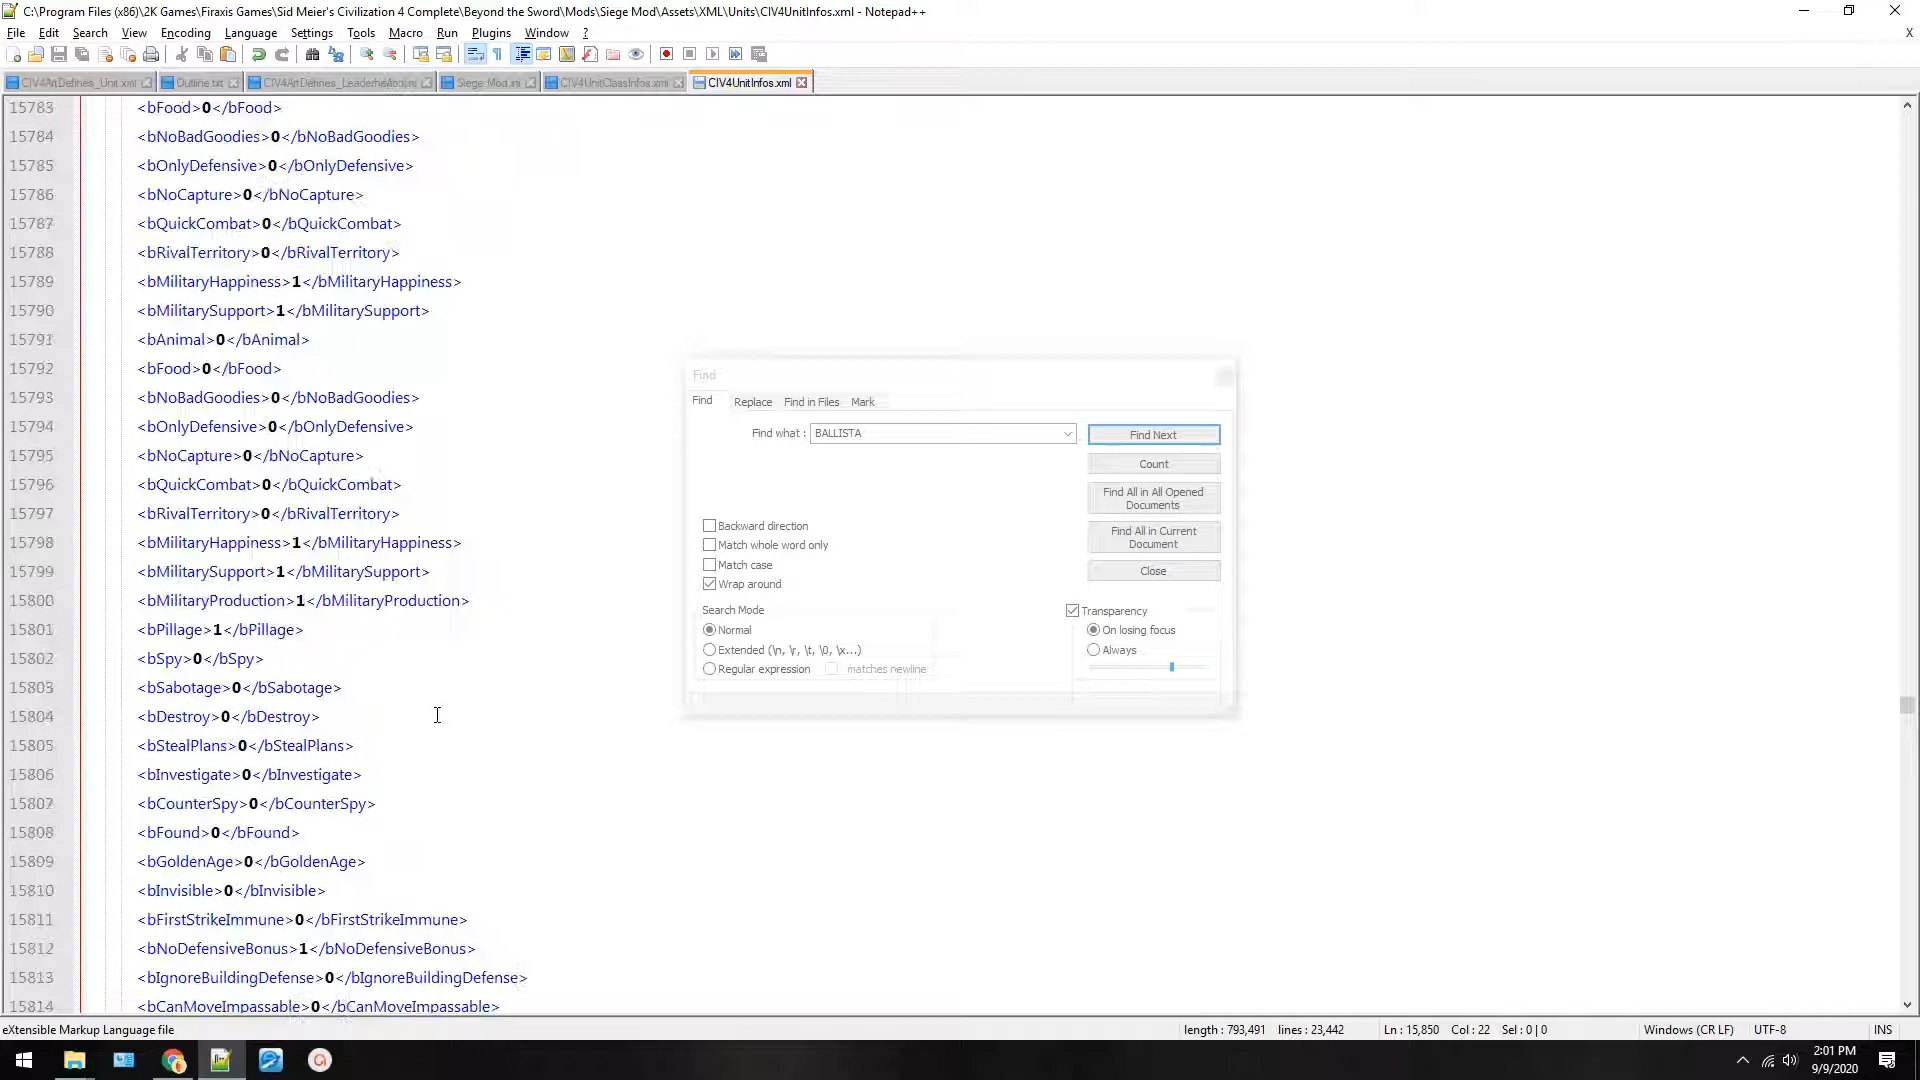 C:\Program Files (x86)\2K Games\Firaxis Games\Sid Meier's Civilization 4 Complete\Beyond the Sword\Mods\Siege Mod\Assets\XML\Units\CIV4UnitInfos.xml - Notepad++
File Edit Search View Encoding Language Settings Tools Macro Run Plugins Window ? X
CIV4ArtDefines_Unit.xml Outline.txt CIV4ArtDefines_Leaderhead.xml Siege Mod.ini CIV4UnitClassInfos.xml CIV4UnitInfos.xml
15783 <bFood>0</bFood>
15784 <bNoBadGoodies>0</bNoBadGoodies>
15785 <bOnlyDefensive>0</bOnlyDefensive>
15786 <bNoCapture>0</bNoCapture>
15787 <bQuickCombat>0</bQuickCombat>
15788 <bRivalTerritory>0</bRivalTerritory>
15789 <bMilitaryHappiness>1</bMilitaryHappiness>
15790 <bMilitarySupport>1</bMilitarySupport>
15791 <bAnimal>0</bAnimal>
15792 <bFood>0</bFood>
15793 <bNoBadGoodies>0</bNoBadGoodies>
15794 <bOnlyDefensive>0</bOnlyDefensive>
15795 <bNoCapture>0</bNoCapture>
15796 <bQuickCombat>0</bQuickCombat>
15797 <bRivalTerritory>0</bRivalTerritory>
15798 <bMilitaryHappiness>1</bMilitaryHappiness>
15799 <bMilitarySupport>1</bMilitarySupport>
15800 <bMilitaryProduction>1</bMilitaryProduction>
15801 <bPillage>1</bPillage>
15802 <bSpy>0</bSpy>
15803 <bSabotage>0</bSabotage>
15804 <bDestroy>0</bDestroy>
15805 <bStealPlans>0</bStealPlans>
15806 <bInvestigate>0</bInvestigate>
15807 <bCounterSpy>0</bCounterSpy>
15808 <bFound>0</bFound>
15809 <bGoldenAge>0</bGoldenAge>
15810 <bInvisible>0</bInvisible>
15811 <bFirstStrikeImmune>0</bFirstStrikeImmune>
15812 <bNoDefensiveBonus>1</bNoDefensiveBonus>
15813 <bIgnoreBuildingDefense>0</bIgnoreBuildingDefense>
15814 <bCanMoveImpassable>0</bCanMoveImpassable>
Find
Find Replace Find in Files Mark
Find what : BALLISTA Find Next
Count
Find All in All Opened
Documents
Find All in Current
Document
Close
Backward direction
Match whole word only
Match case
Wrap around
Search Mode
Normal
Extended (\n, \r, \t, \0, \x...)
Regular expression matches newline
Transparency
On losing focus
Always
eXtensible Markup Language file length : 793,491 lines : 23,442 Ln : 15,850 Col : 22 Sel : 0 | 0 Windows (CR LF) UTF-8 INS
2:01 PM
9/9/2020